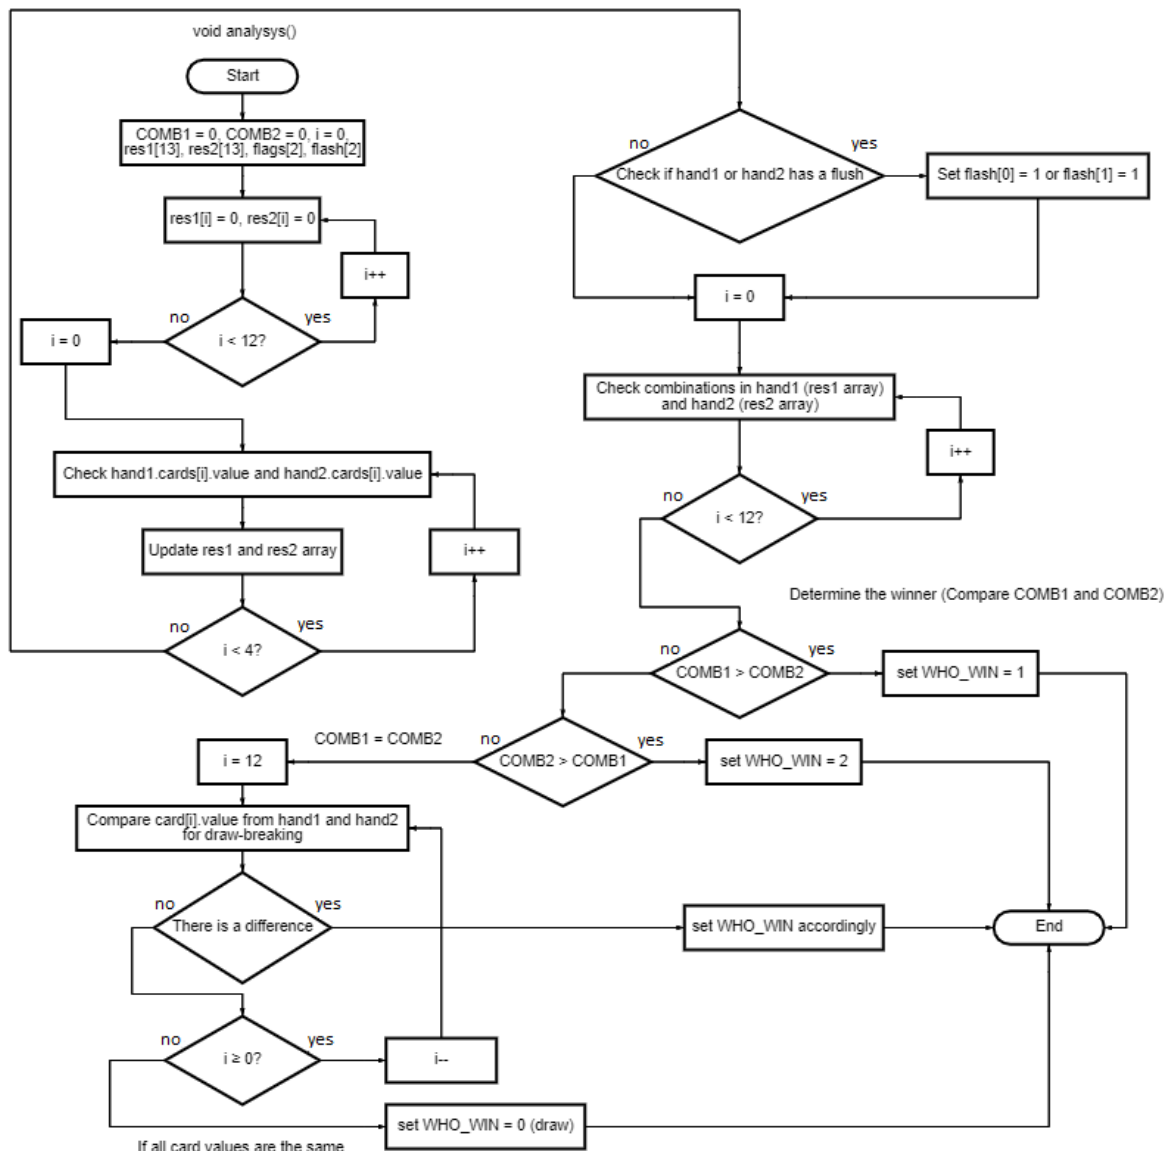 void analysys()
Start
COMB1 = 0, COMB2 = 0, i = 0,
res1[13], res2[13], flags[2], flash[2]
res1[i] = 0, res2[i] = 0
i++
no
i < 12?
yes
i = 0
Check hand1.cards[i].value and hand2.cards[i].value
Update res1 and res2 array
i++
no
i < 4?
yes
no
Check if hand1 or hand2 has a flush
yes
Set flash[0] = 1 or flash[1] = 1
i = 0
Check combinations in hand1 (res1 array)
and hand2 (res2 array)
i++
no
i < 12?
yes
Determine the winner (Compare COMB1 and COMB2)
no
COMB1 > COMB2
yes
set WHO_WIN = 1
COMB1 = COMB2
no
COMB2 > COMB1
yes
set WHO_WIN = 2
i = 12
Compare card[i].value from hand1 and hand2
for draw-breaking
no
There is a difference
yes
set WHO_WIN accordingly
End
no
i ≥ 0?
yes
i--
set WHO_WIN = 0 (draw)
If all card values are the same